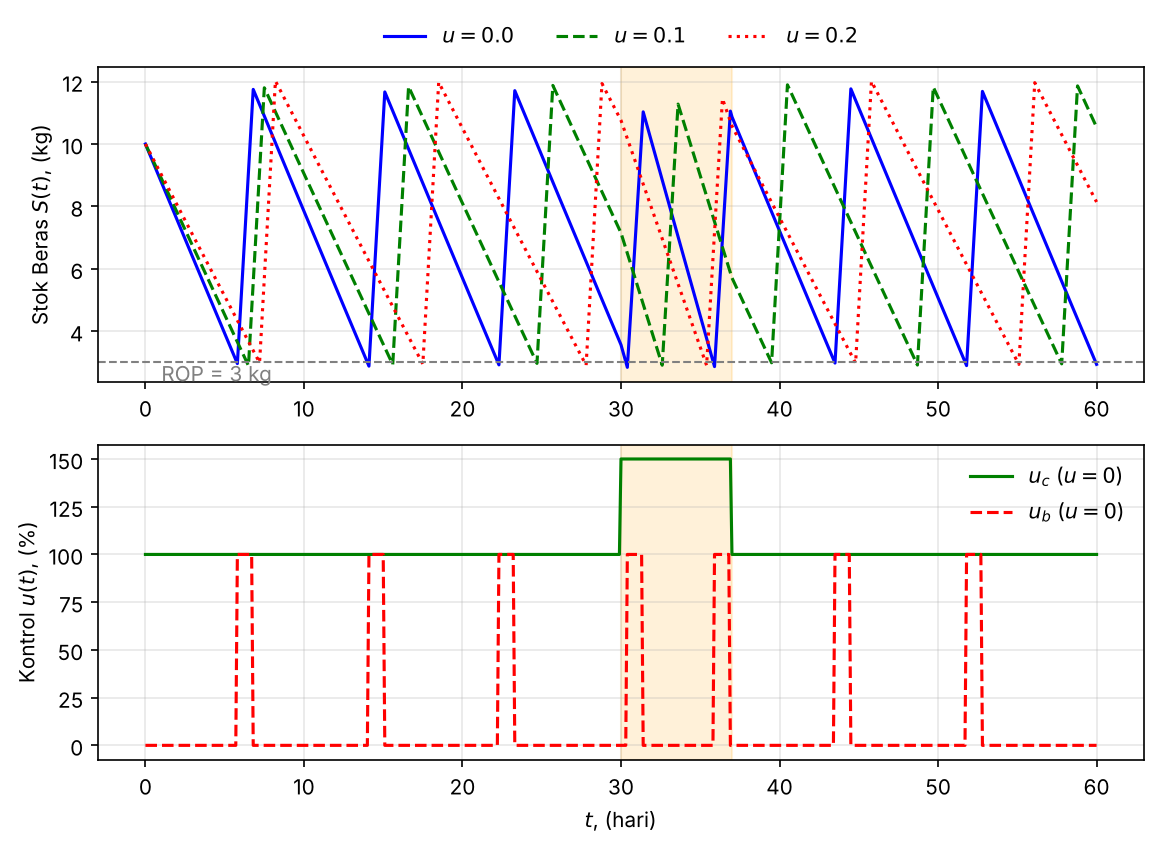 u = 0.0 u = 0.1 u = 0.2
Stok Beras S(t), (kg)
12
10
8
6
4
ROP = 3 kg
0 10 20 30 40 50 60
Kontrol u(t), (%)
150
125
100
75
50
25
0
u_c (u = 0)
u_b (u = 0)
0 10 20 30 40 50 60
t, (hari)